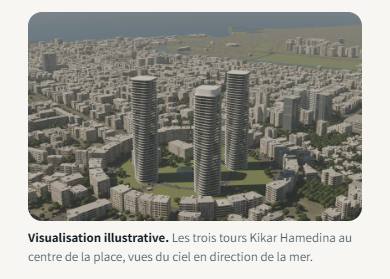 Visualisation illustrative. Les trois tours Kikar Hamedina au
centre de la place, vues du ciel en direction de la mer.